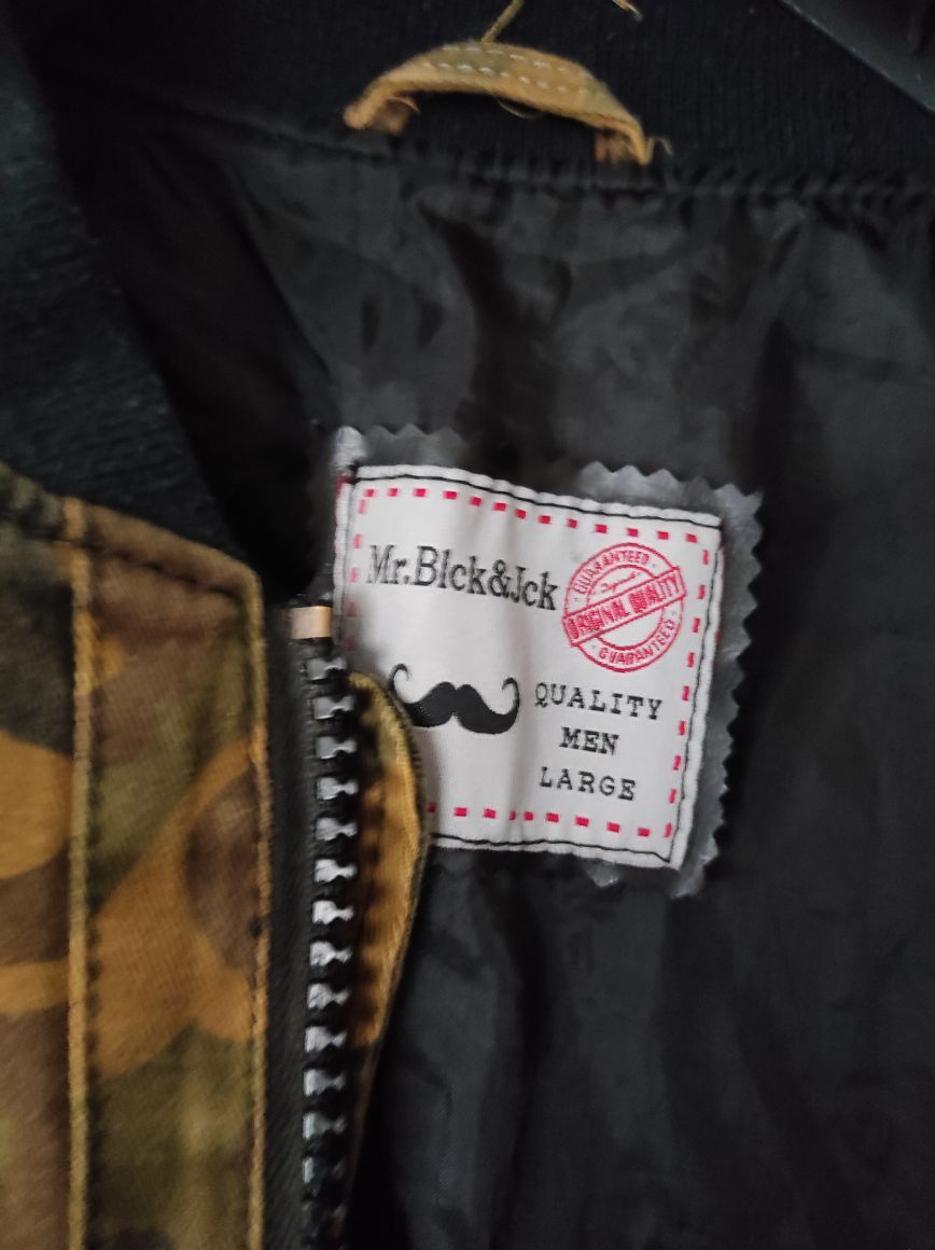 Mr.Blck&Jck
GUARANTEED
ORIGINAL QUALITY
GUARANTEED
QUALITY
MEN
LARGE